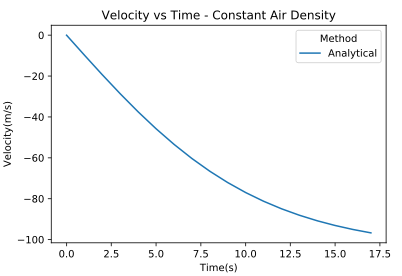 Velocity vs Time - Constant Air Density
Method
Analytical
Velocity(m/s)
0
−20
−40
−60
−80
−100
0.0 2.5 5.0 7.5 10.0 12.5 15.0 17.5
Time(s)